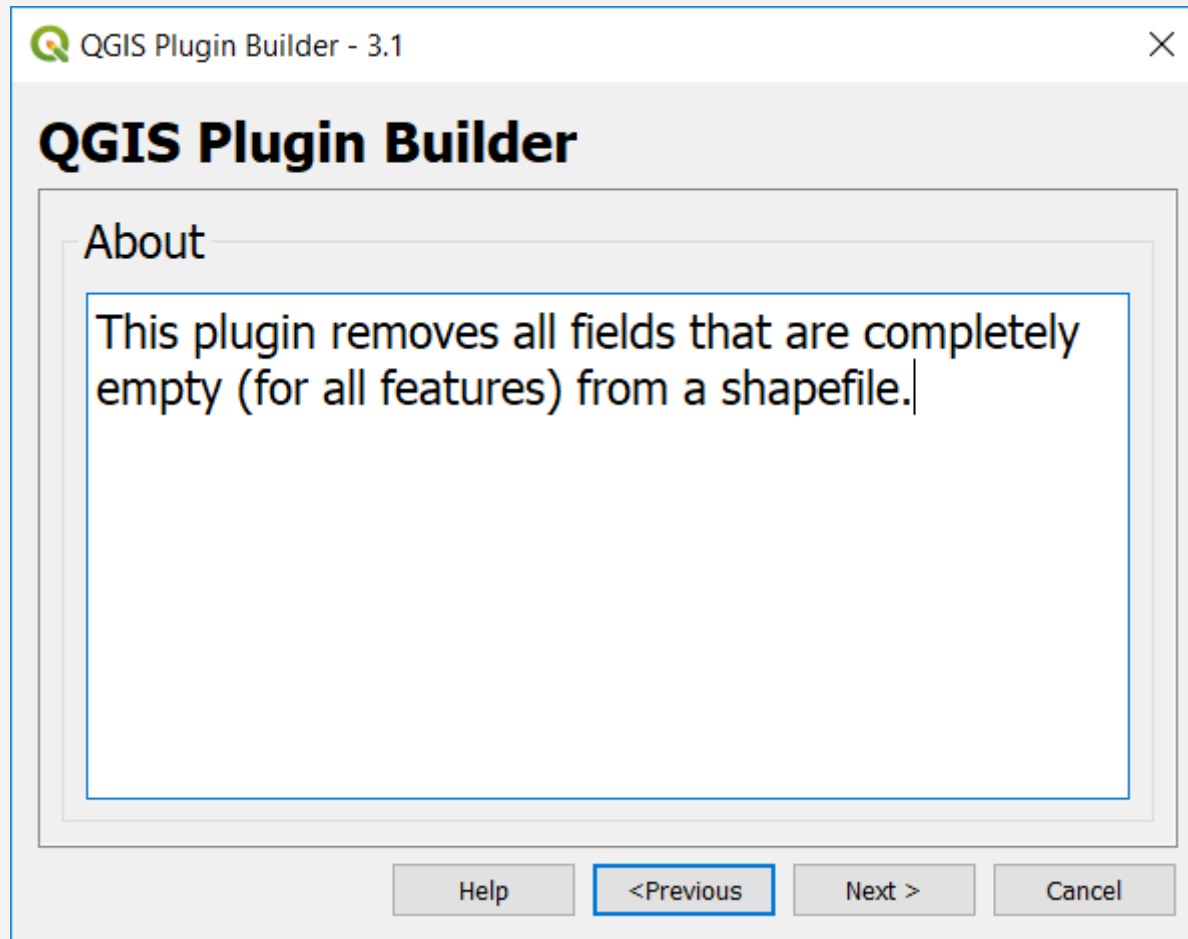 QGIS Plugin Builder - 3.1
QGIS Plugin Builder
About
This plugin removes all fields that are completely
empty (for all features) from a shapefile.
Help
<Previous
Next >
Cancel